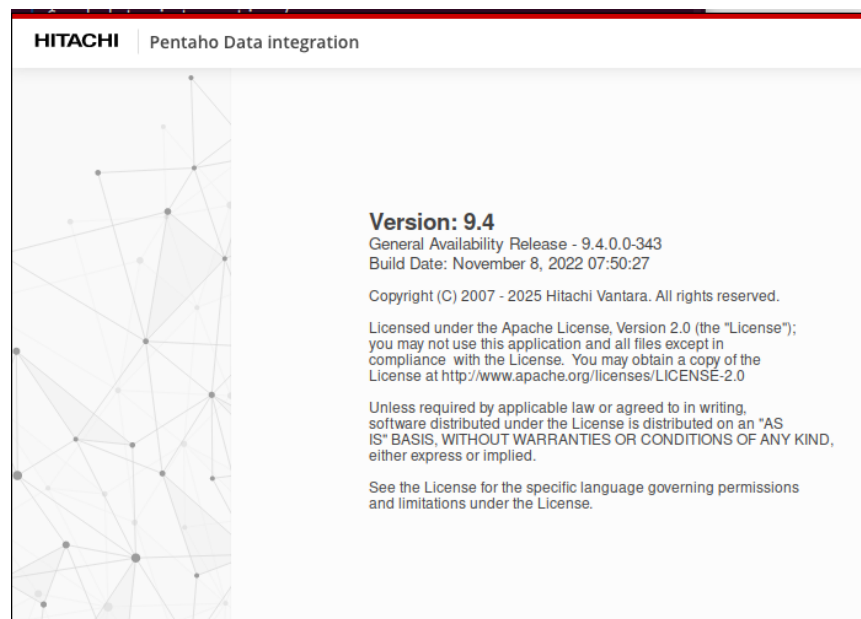 HITACHI Pentaho Data integration
Version: 9.4
General Availability Release - 9.4.0.0-343
Build Date: November 8, 2022 07:50:27
Copyright (C) 2007 - 2025 Hitachi Vantara. All rights reserved.
Licensed under the Apache License, Version 2.0 (the "License");
you may not use this application and all files except in
compliance  with the License.  You may obtain a copy of the
License at http://www.apache.org/licenses/LICENSE-2.0
Unless required by applicable law or agreed to in writing,
software distributed under the License is distributed on an "AS
IS" BASIS, WITHOUT WARRANTIES OR CONDITIONS OF ANY KIND,
either express or implied.
See the License for the specific language governing permissions
and limitations under the License.